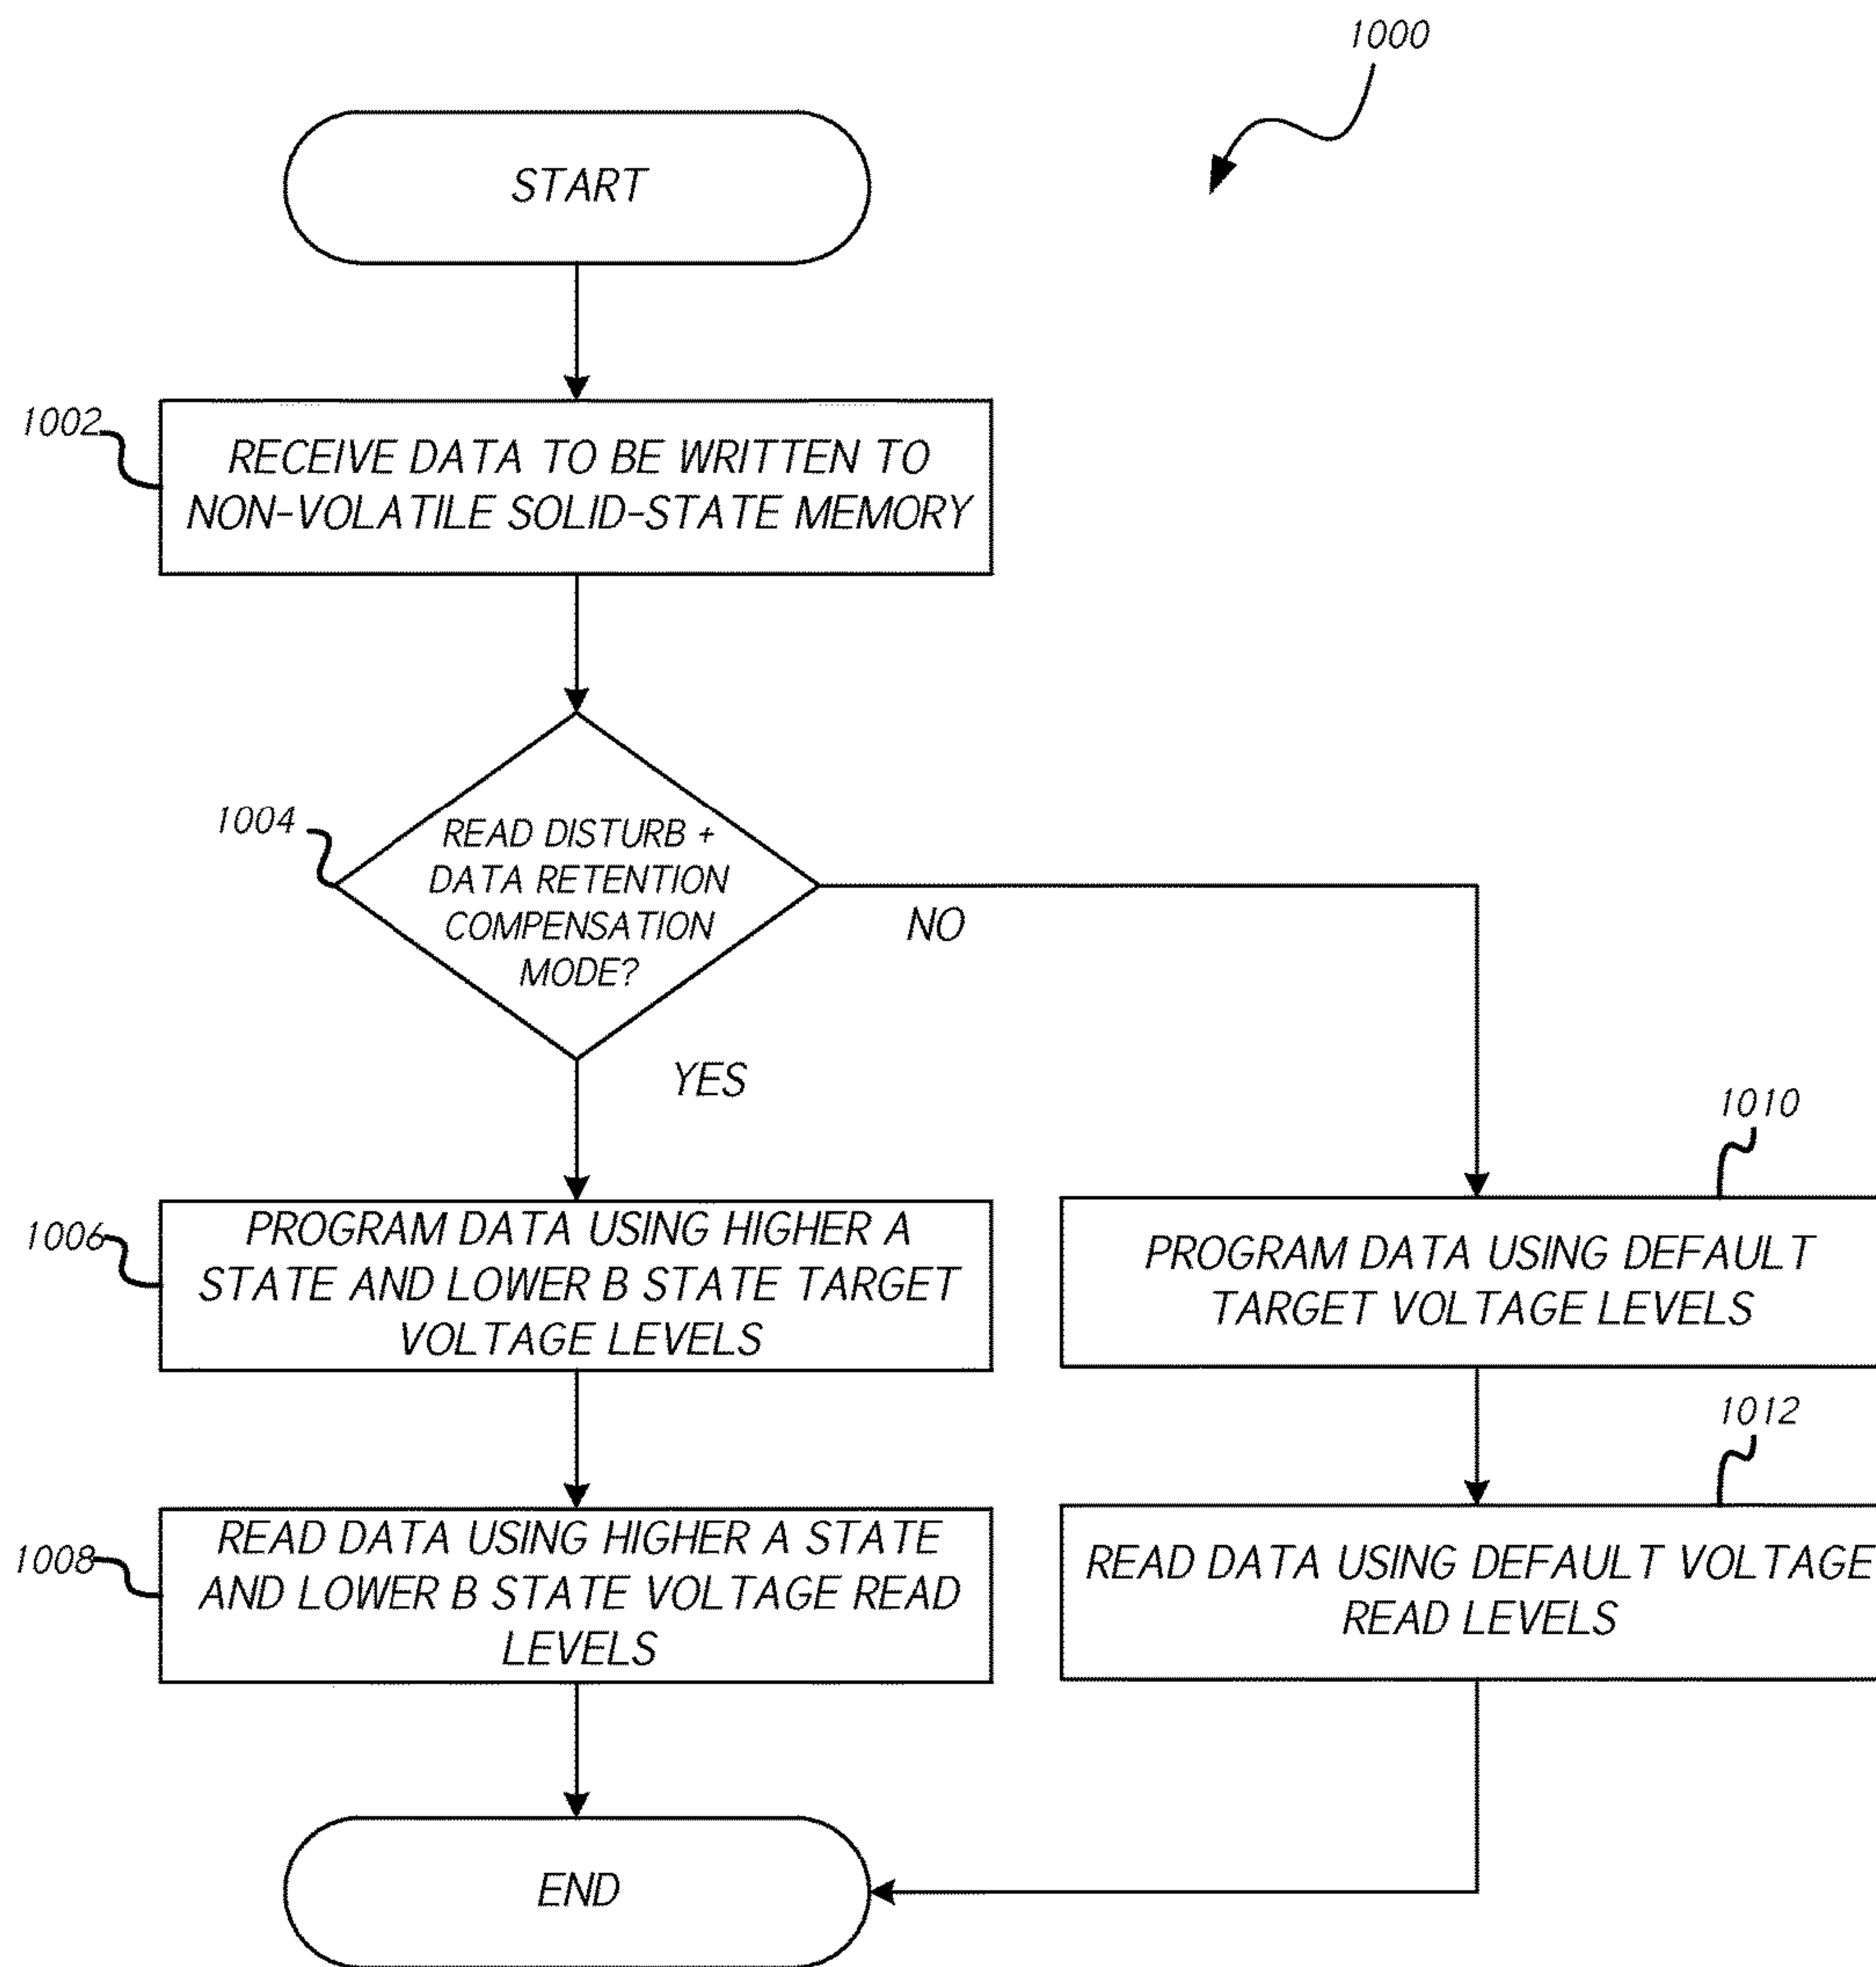 1000
START
1002
RECEIVE DATA TO BE WRITTEN TO
NON-VOLATILE SOLID-STATE MEMORY
1004
READ DISTURB +
DATA RETENTION
COMPENSATION
MODE?
NO
YES
1006
PROGRAM DATA USING HIGHER A
STATE AND LOWER B STATE TARGET
VOLTAGE LEVELS
1010
PROGRAM DATA USING DEFAULT
TARGET VOLTAGE LEVELS
1008
READ DATA USING HIGHER A STATE
AND LOWER B STATE VOLTAGE READ
LEVELS
1012
READ DATA USING DEFAULT VOLTAGE
READ LEVELS
END